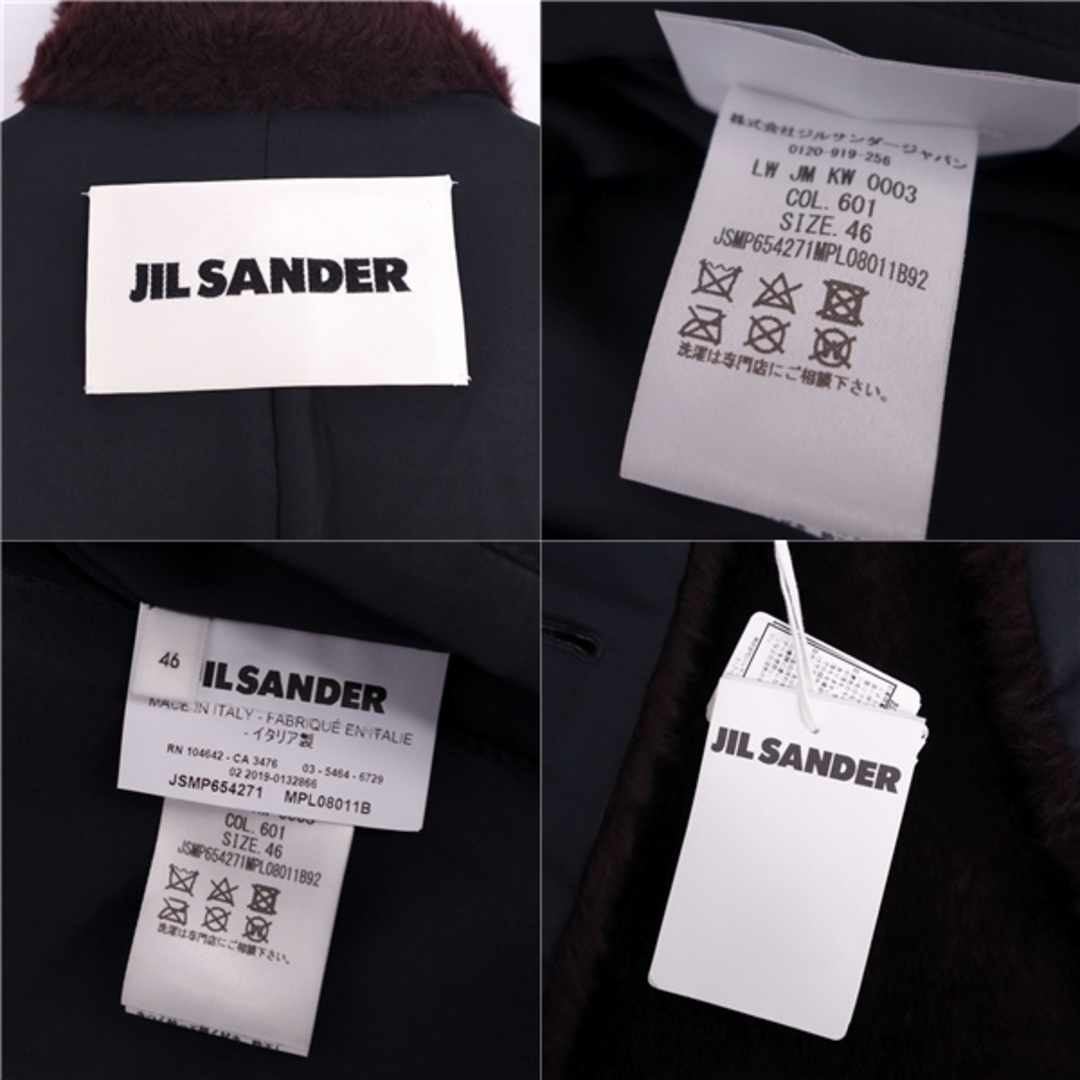 JIL SANDER
株式会社ジルサンダージャパン
0120-919-256
LW JM KW 0003
COL. 601
SIZE. 46
JSMP654271MPL08011B92
洗濯は専門店にご相談下さい。
46
IL SANDER
MADE IN ITALY - FABRIQUÉ EN ITALIE
- イタリア製
RN 104642 - CA 3476 03 - 5464 - 6729
02 2019-0132866
JSMP654271 MPL08011B
COL. 601
SIZE. 46
JSMP654271MPL08011B92
洗濯は専門店にご相談下さい。
JIL SANDER